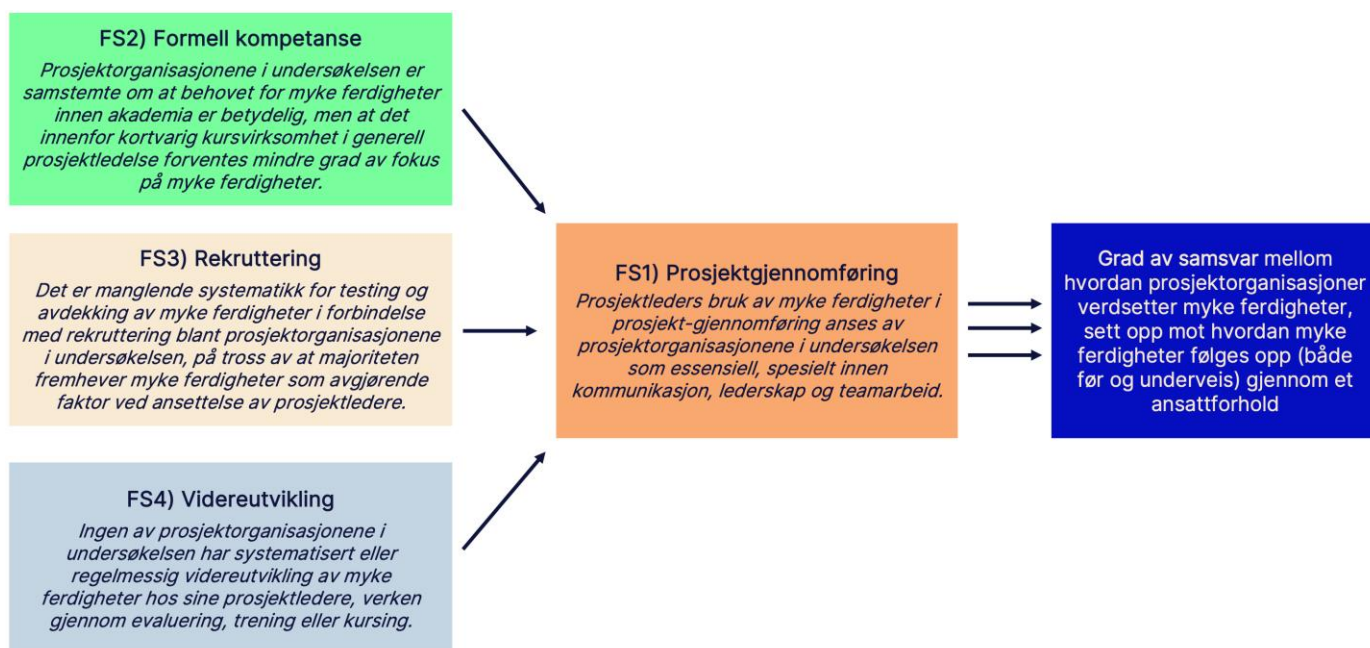 FS2) Formell kompetanse
Prosjektorganisasjonene i undersøkelsen er
samstemte om at behovet for myke ferdigheter
innen akademia er betydelig, men at det
innenfor kortvarig kursvirksomhet i generell
prosjektledelse forventes mindre grad av fokus
på myke ferdigheter.
FS3) Rekruttering
Det er manglende systematikk for testing og
avdekking av myke ferdigheter i forbindelse
med rekruttering blant prosjektorganisasjonene
i undersøkelsen, på tross av at majoriteten
fremhever myke ferdigheter som avgjørende
faktor ved ansettelse av prosjektledere.
FS4) Videreutvikling
Ingen av prosjektorganisasjonene i
undersøkelsen har systematisert eller
regelmessig videreutvikling av myke
ferdigheter hos sine prosjektledere, verken
gjennom evaluering, trening eller kursing.
FS1) Prosjektgjennomføring
Prosjektleders bruk av myke ferdigheter i
prosjekt-gjennomføring anses av
prosjektorganisasjonene i undersøkelsen
som essensiell, spesielt innen
kommunikasjon, lederskap og teamarbeid.
Grad av samsvar mellom
hvordan prosjektorganisasjoner
verdsetter myke ferdigheter,
sett opp mot hvordan myke
ferdigheter følges opp (både
før og underveis) gjennom et
ansattforhold